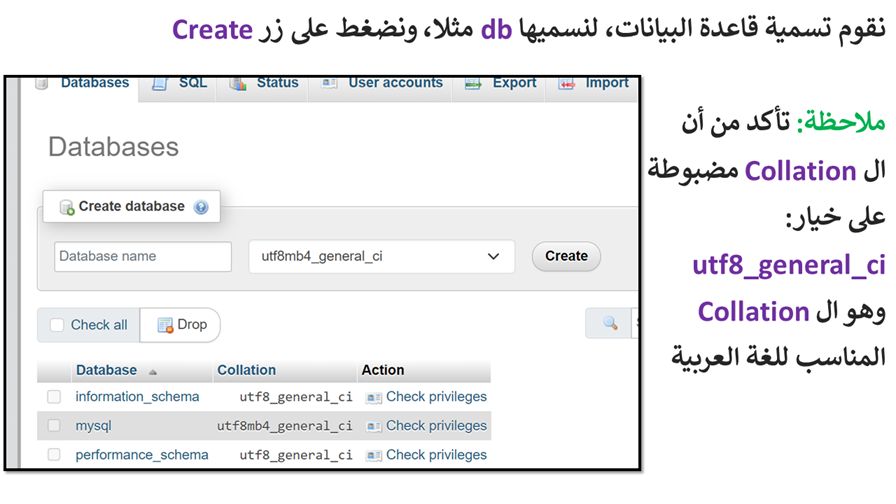 نقوم تسمية قاعدة البيانات، لنسميها db مثلا، ونضغط على زر Create
ملاحظة: تأكد من أن
ال Collation مضبوطة
على خيار:
utf8_general_ci
وهو ال Collation
المناسب للغة العربية
Databases SQL Status User accounts Export Import
Databases
Create database
Database name utf8mb4_general_ci Create
Check all Drop
Database Collation Action
information_schema utf8_general_ci Check privileges
mysql utf8mb4_general_ci Check privileges
performance_schema utf8_general_ci Check privileges